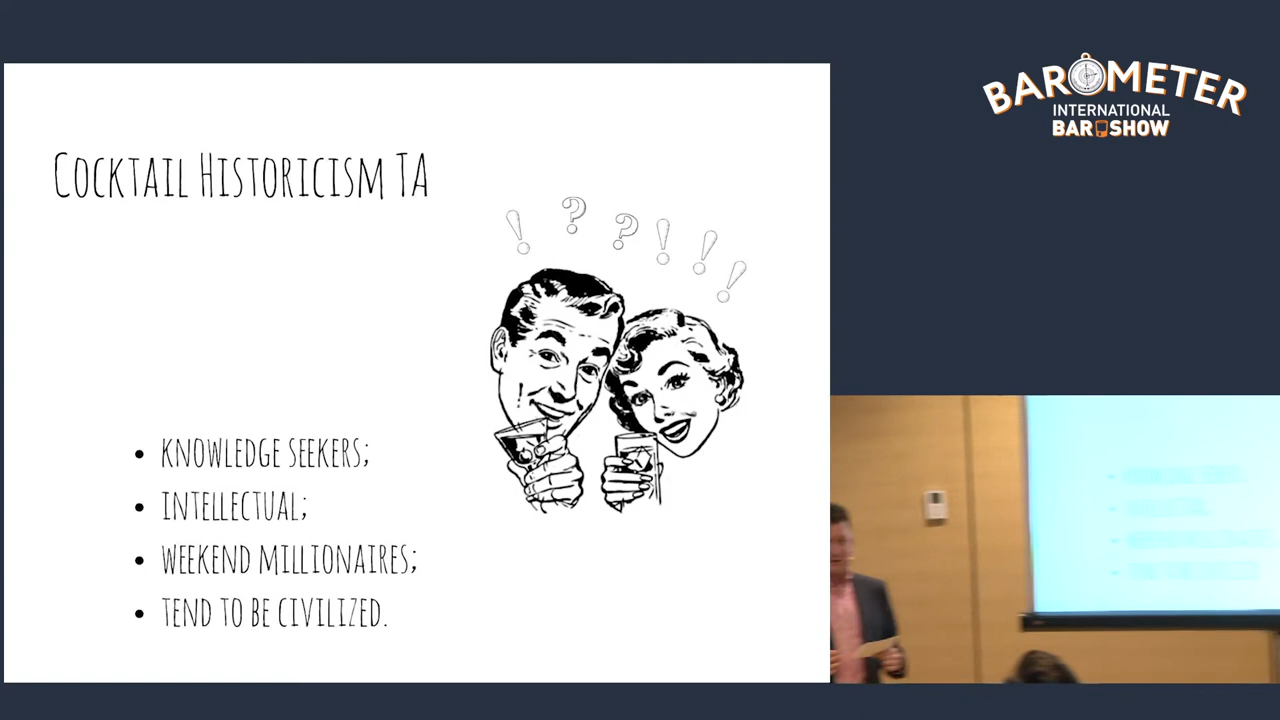 BAROMETER
INTERNATIONAL
BAR SHOW
COCKTAIL HISTORICISM TA
! ? ? ! ! !
• KNOWLEDGE SEEKERS;
• INTELLECTUAL;
• WEEKEND MILLIONAIRES;
• TEND TO BE CIVILIZED.